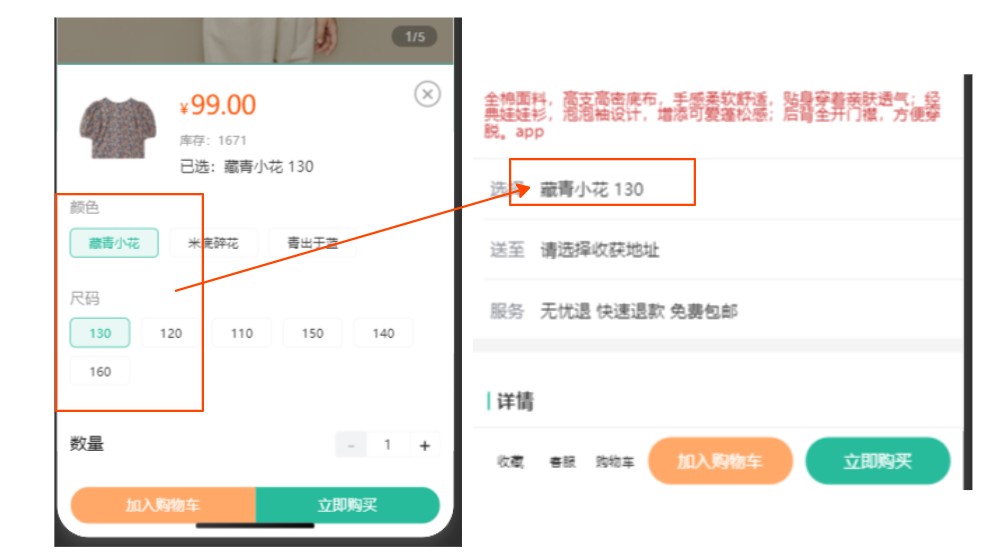 1/5
¥99.00
库存：1671
已选：藏青小花 130
颜色
藏青小花 米底碎花 青出于蓝
尺码
130 120 110 150 140
160
数量
- 1 +
加入购物车 立即购买
全棉面料，高支高密底布，手感柔软舒适，贴身穿着亲肤透气；经
典娃娃衫，泡泡袖设计，增添可爱蓬松感；后背全开门襟，方便穿
脱。app
选择 藏青小花 130
送至 请选择收获地址
服务 无忧退 快速退款 免费包邮
详情
收藏 客服 购物车 加入购物车 立即购买